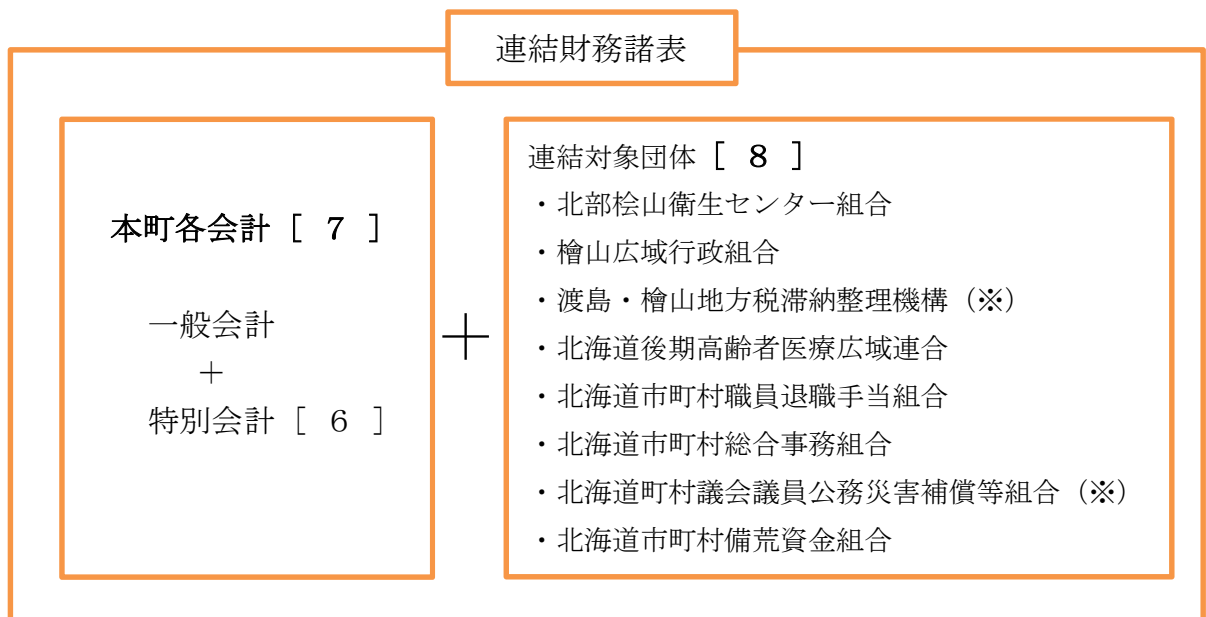 連結財務諸表
本町各会計［ ７ ］
一般会計
＋
特別会計［ ６ ］
＋
連結対象団体［ ８ ］
・北部桧山衛生センター組合
・檜山広域行政組合
・渡島・檜山地方税滞納整理機構（※）
・北海道後期高齢者医療広域連合
・北海道市町村職員退職手当組合
・北海道市町村総合事務組合
・北海道町村議会議員公務災害補償等組合（※）
・北海道市町村備荒資金組合